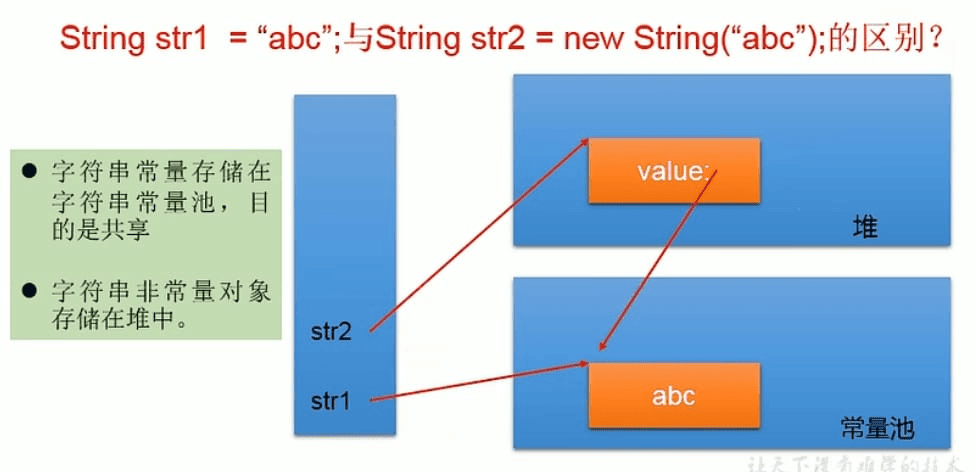 String str1 = “abc”;与String str2 = new String(“abc”);的区别？
● 字符串常量存储在
字符串常量池，目
的是共享
● 字符串非常量对象
存储在堆中。
str2
str1
value:
堆
abc
常量池
让天下没有难学的技术